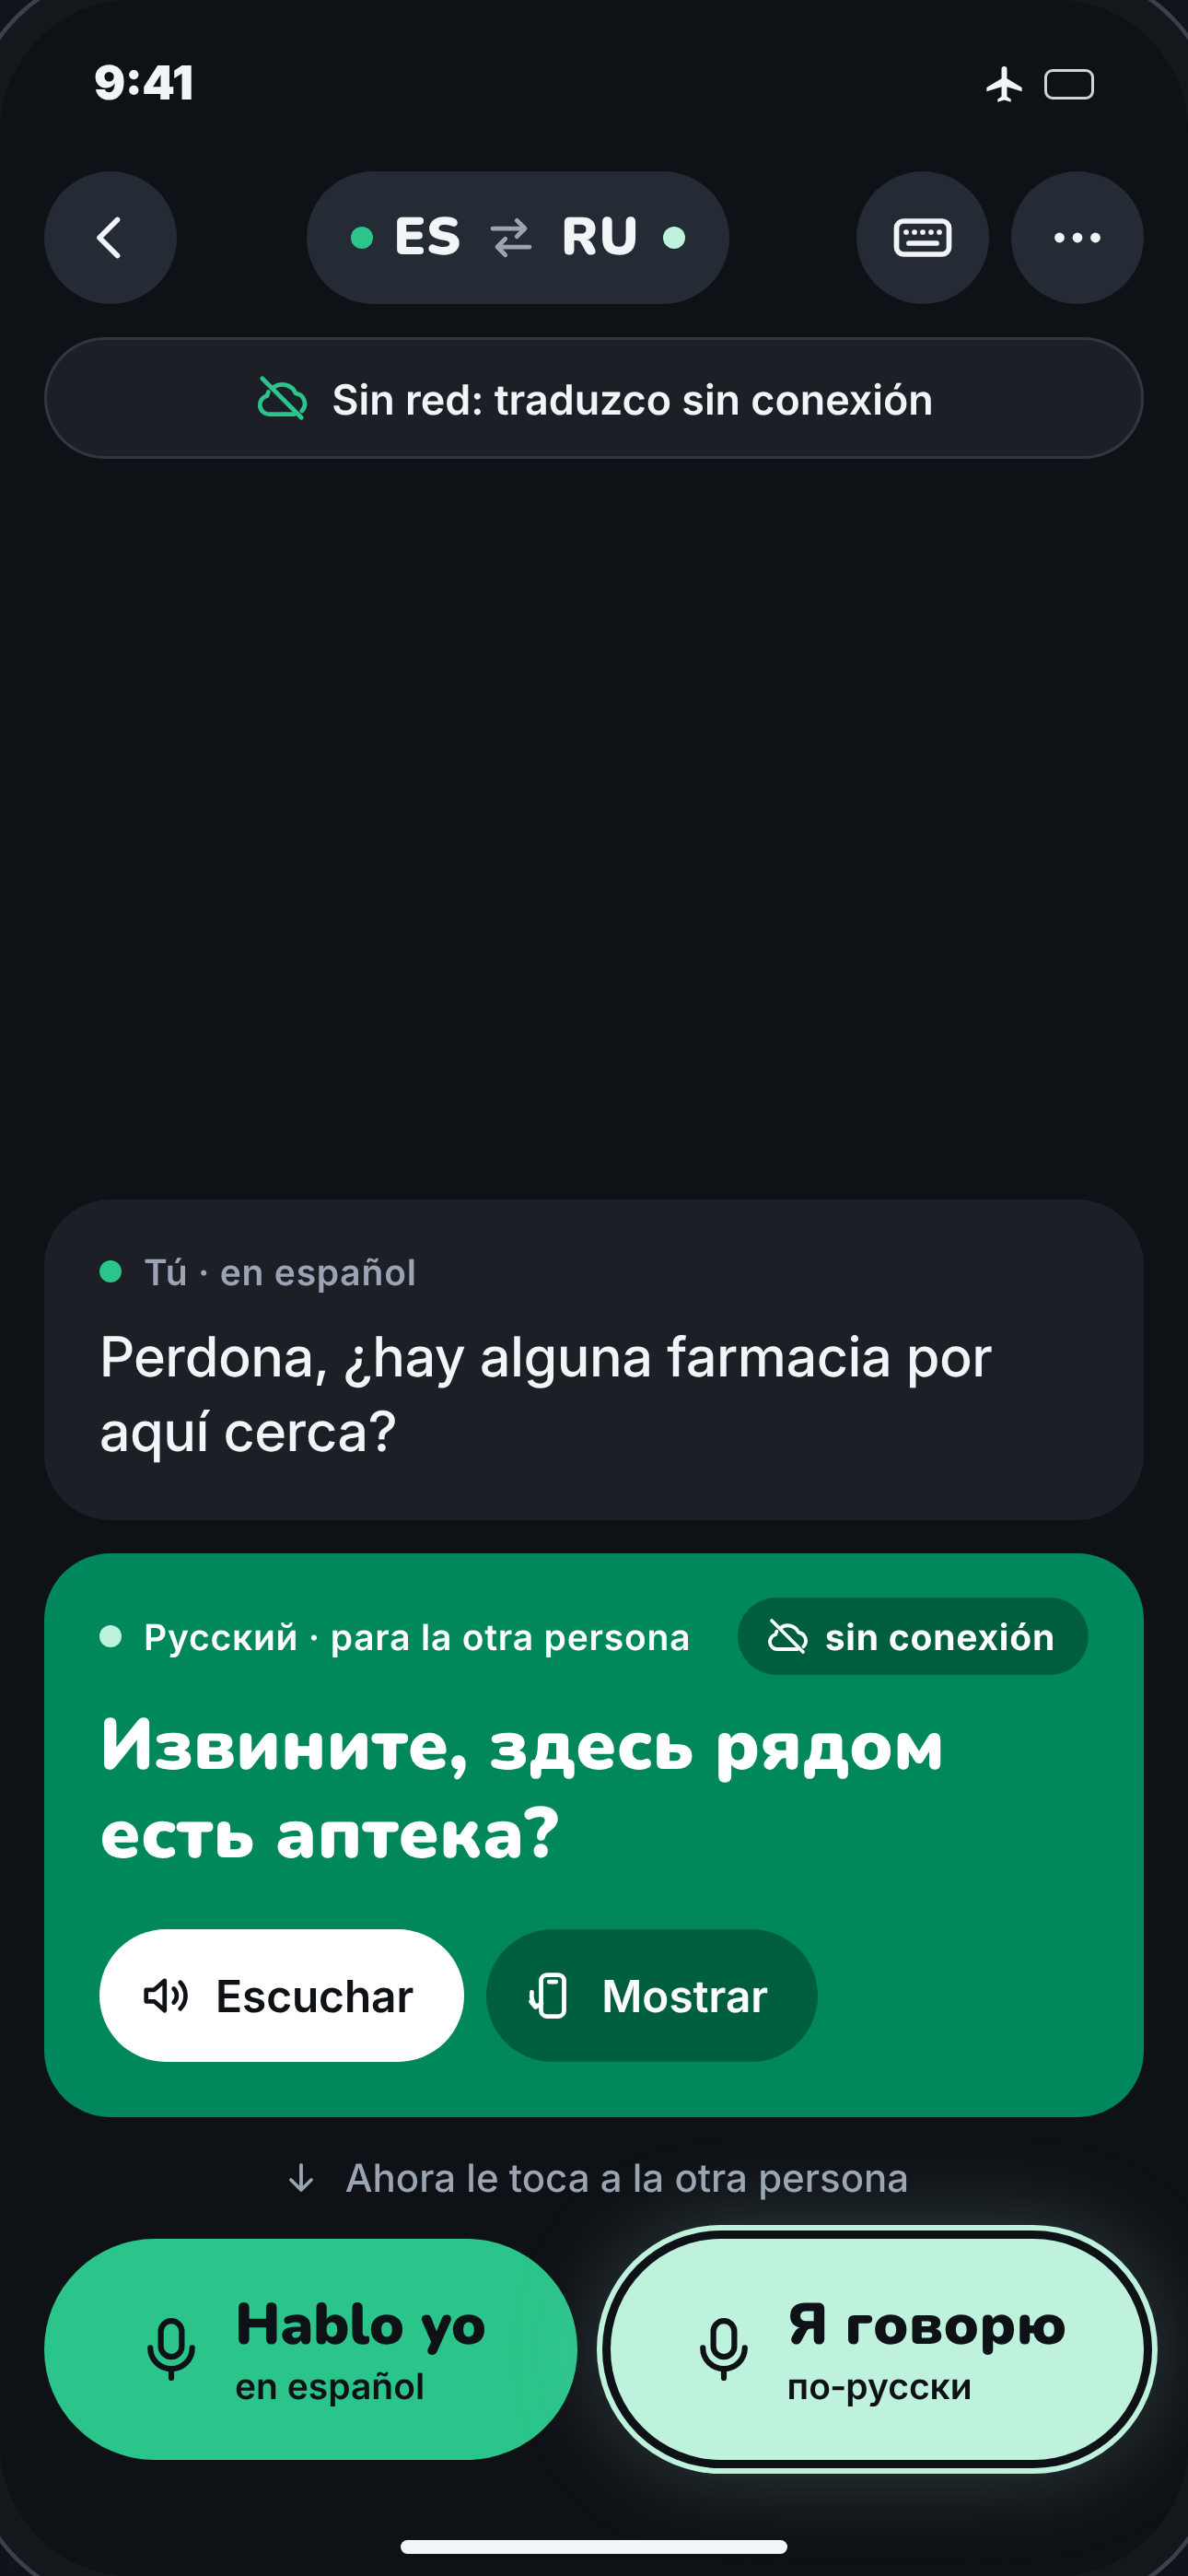 9:41
ES RU
Sin red: traduzco sin conexión
Tú · en español
Perdona, ¿hay alguna farmacia por
aquí cerca?
Русский · para la otra persona
sin conexión
Извините, здесь рядом
есть аптека?
Escuchar
Mostrar
Ahora le toca a la otra persona
Hablo yo
en español
Я говорю
по-русски